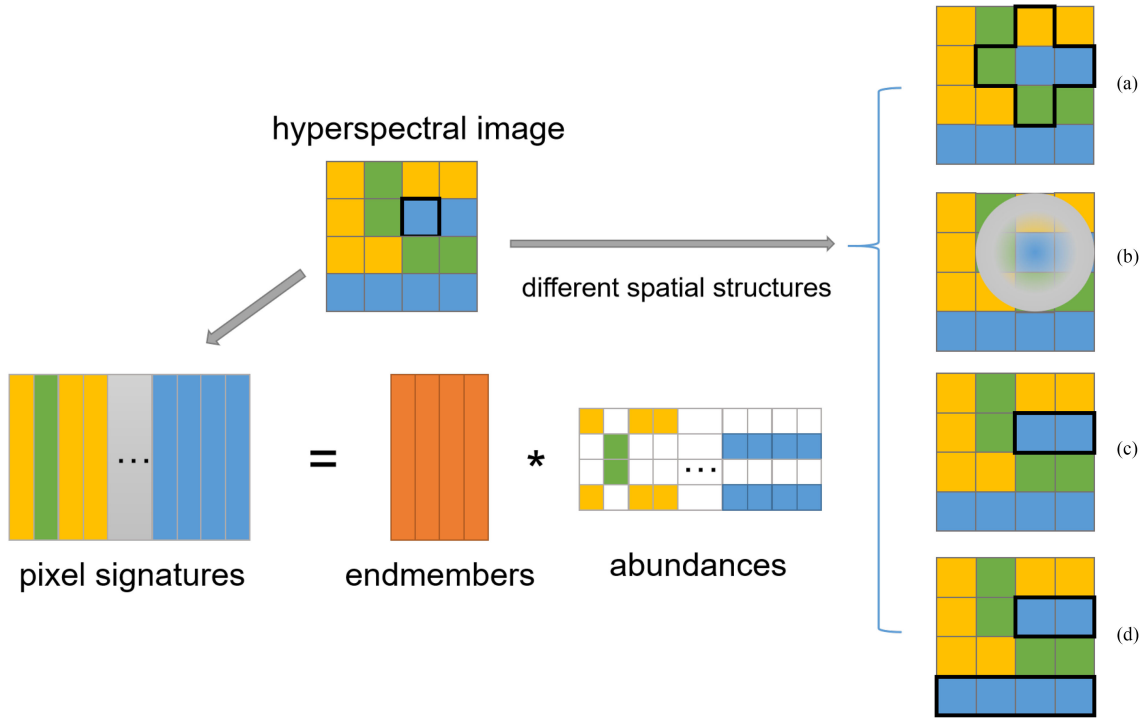 hyperspectral image
different spatial structures
(a)
(b)
(c)
(d)
...
=
*
...
pixel signatures
endmembers
abundances